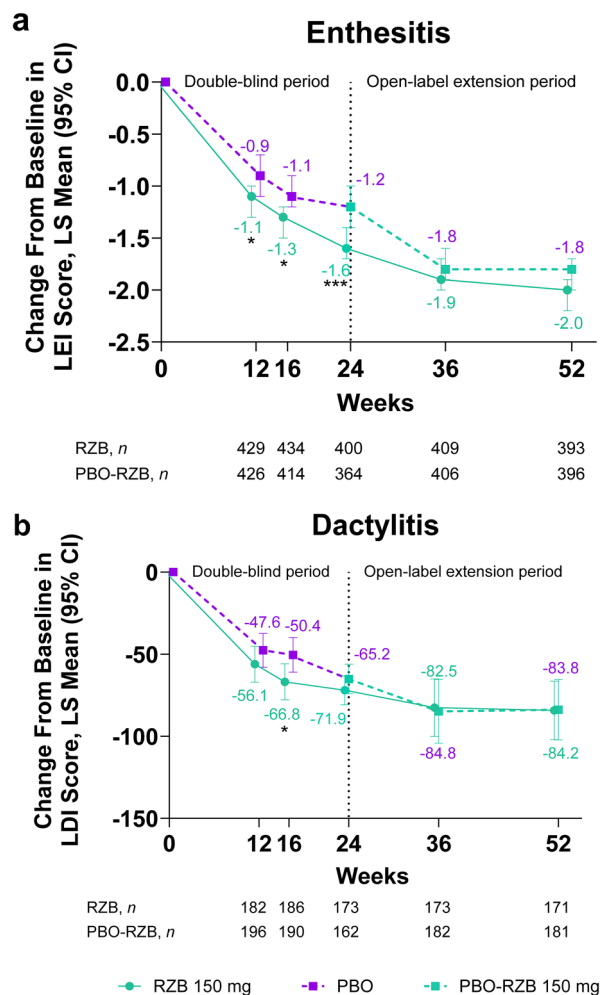 a
Enthesitis
Double-blind period Open-label extension period
Change From Baseline in
LEI Score, LS Mean (95% CI)
0.0
-0.5
-1.0
-1.5
-2.0
-2.5
-0.9
-1.1
-1.2
-1.8
-1.8
-1.1
-1.3
-1.6
-1.9
-2.0
*
*
***
0 12 16 24 36 52
Weeks
RZB, n 429 434 400 409 393
PBO-RZB, n 426 414 364 406 396
b
Dactylitis
Double-blind period Open-label extension period
Change From Baseline in
LDI Score, LS Mean (95% CI)
0
-50
-100
-150
-47.6
-50.4
-65.2
-82.5
-83.8
-56.1
-66.8
-71.9
-84.8
-84.2
*
0 12 16 24 36 52
Weeks
RZB, n 182 186 173 173 171
PBO-RZB, n 196 190 162 182 181
RZB 150 mg PBO PBO-RZB 150 mg